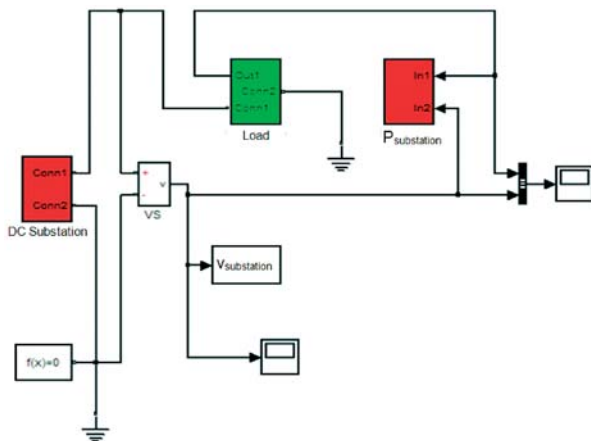 Out1
Conn2
Conn1
Load
In1
In2
Psubstation
Conn1
Conn2
DC Substation
+
v
-
VS
Vsubstation
f(x)=0